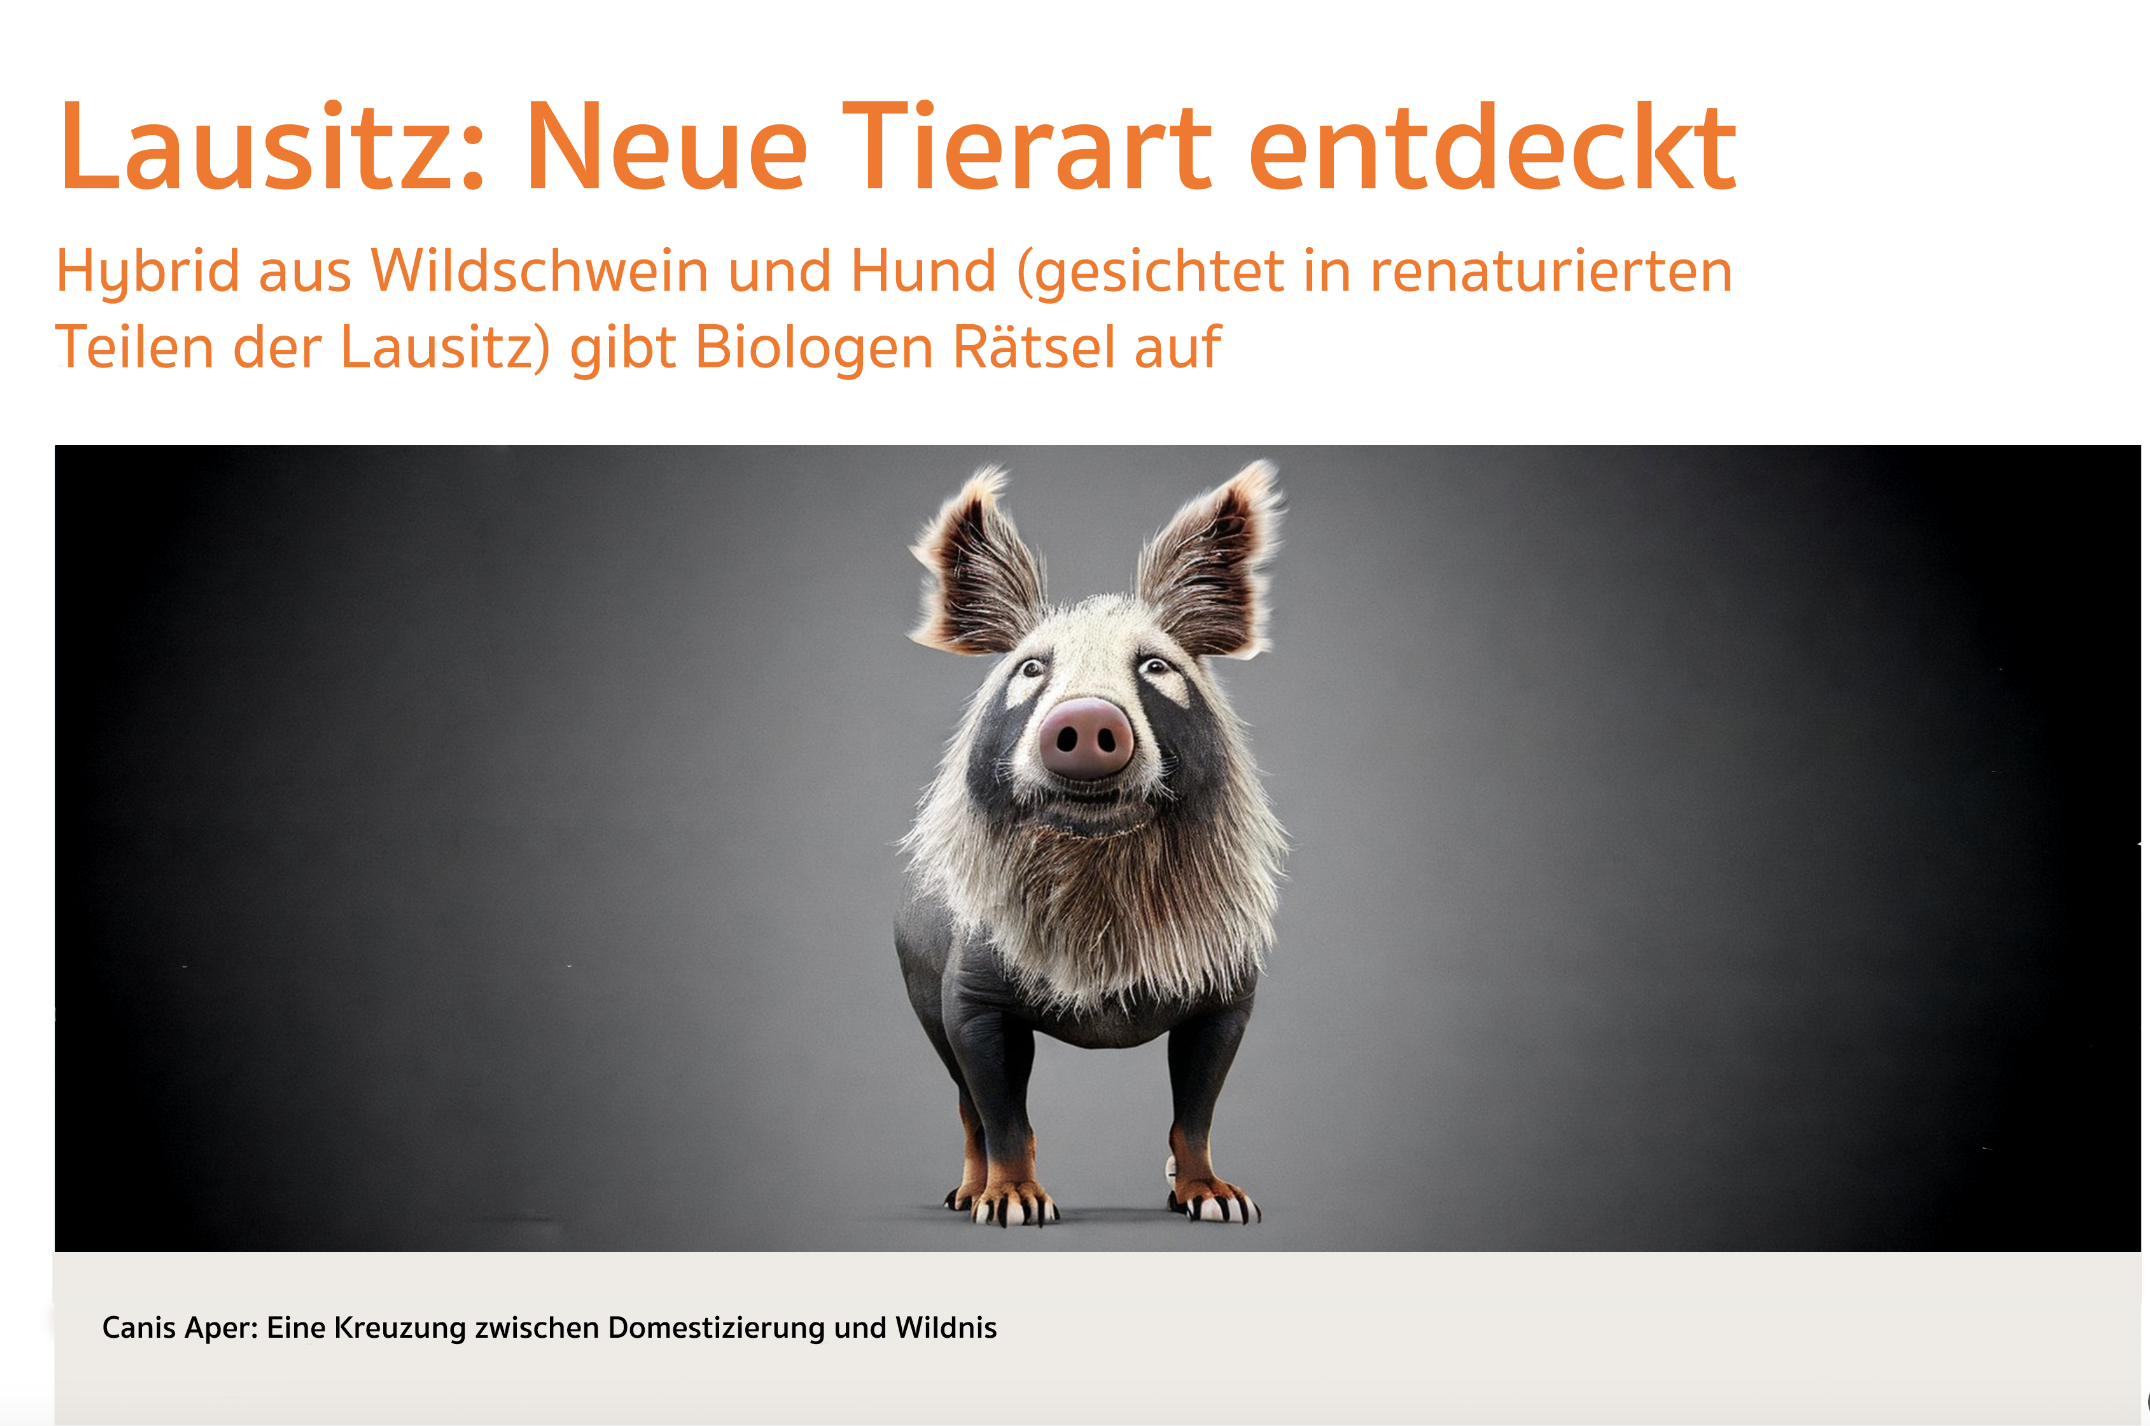 Lausitz: Neue Tierart entdeckt
Hybrid aus Wildschwein und Hund (gesichtet in renaturierten
Teilen der Lausitz) gibt Biologen Rätsel auf
Canis Aper: Eine Kreuzung zwischen Domestizierung und Wildnis